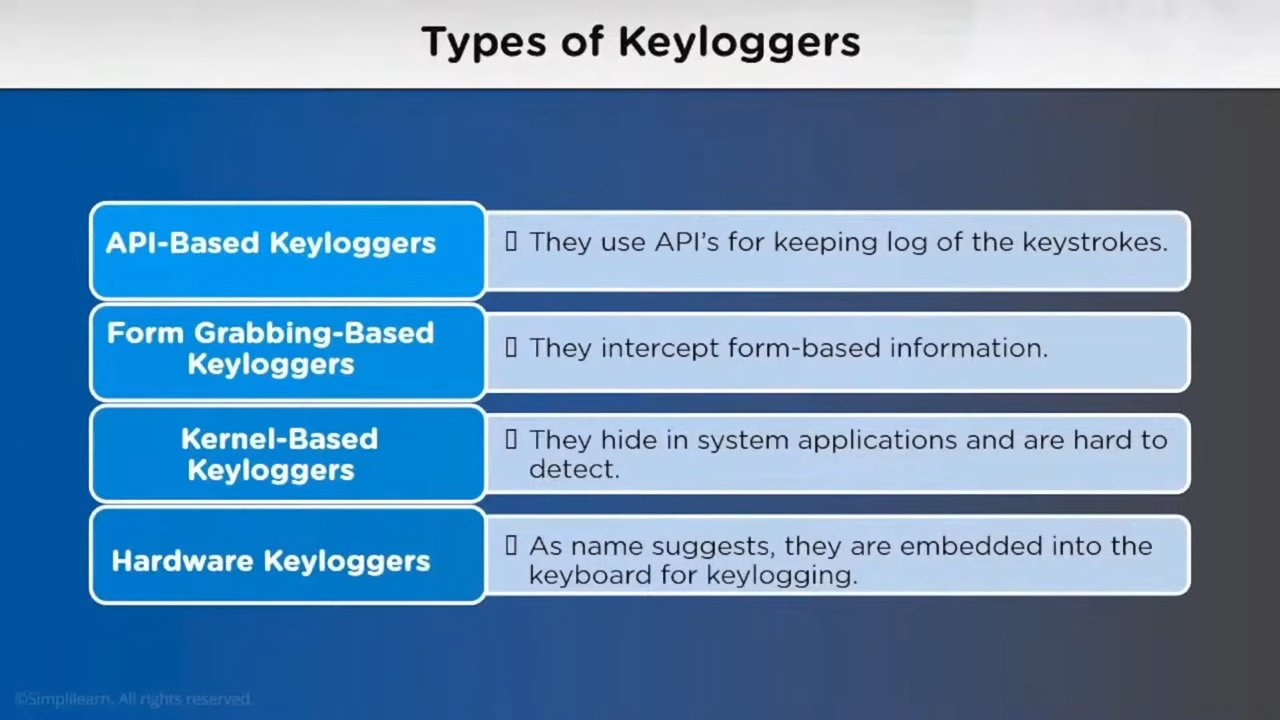 Types of Keyloggers
API-Based Keyloggers
They use API's for keeping log of the keystrokes.
Form Grabbing-Based
Keyloggers
They intercept form-based information.
Kernel-Based
Keyloggers
They hide in system applications and are hard to
detect.
Hardware Keyloggers
As name suggests, they are embedded into the
keyboard for keylogging.
©Simplilearn. All rights reserved.